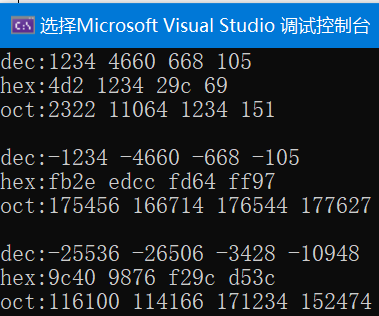 选择Microsoft Visual Studio 调试控制台
dec:1234 4660 668 105
hex:4d2 1234 29c 69
oct:2322 11064 1234 151
dec:-1234 -4660 -668 -105
hex:fb2e edcc fd64 ff97
oct:175456 166714 176544 177627
dec:-25536 -26506 -3428 -10948
hex:9c40 9876 f29c d53c
oct:116100 114166 171234 152474